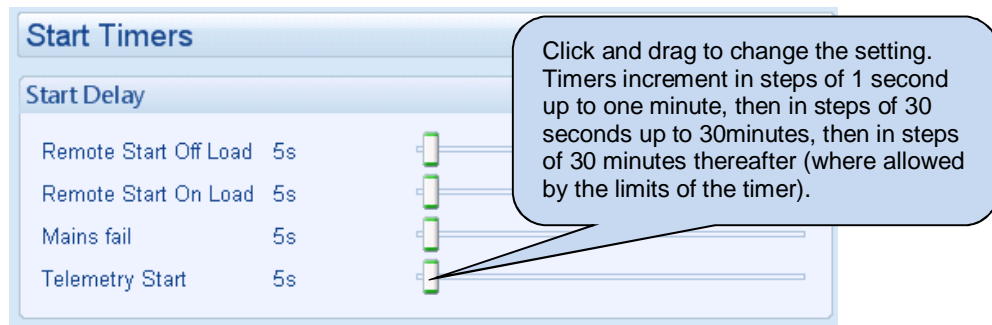 Start Timers
Start Delay
Remote Start Off Load 5s
Remote Start On Load 5s
Mains fail 5s
Telemetry Start 5s
Click and drag to change the setting.
Timers increment in steps of 1 second
up to one minute, then in steps of 30
seconds up to 30minutes, then in steps
of 30 minutes thereafter (where allowed
by the limits of the timer).